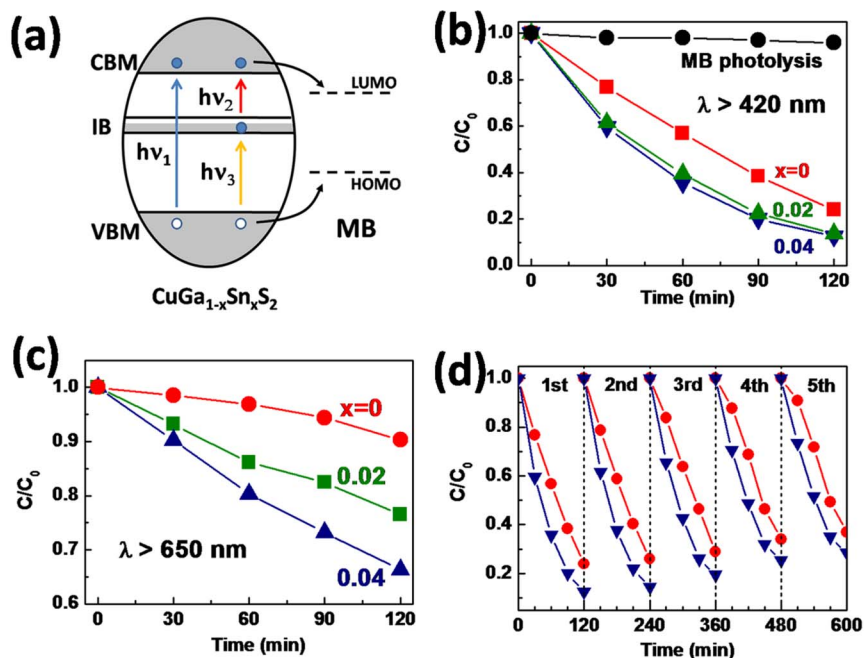 (a)
CBM
LUMO
hν₂
IB
hν₁
hν₃
HOMO
VBM
MB
CuGa₁₋ₓSnₓS₂
(b)
1.0
0.8
0.6
0.4
0.2
0.0
C/C₀
MB photolysis
λ > 420 nm
x=0
0.02
0.04
0 30 60 90 120
Time (min)
(c)
1.0
0.9
0.8
0.7
0.6
C/C₀
x=0
0.02
0.04
λ > 650 nm
0 30 60 90 120
Time (min)
(d)
1st 2nd 3rd 4th 5th
1.0
0.8
0.6
0.4
0.2
C/C₀
0 120 240 360 480 600
Time (min)